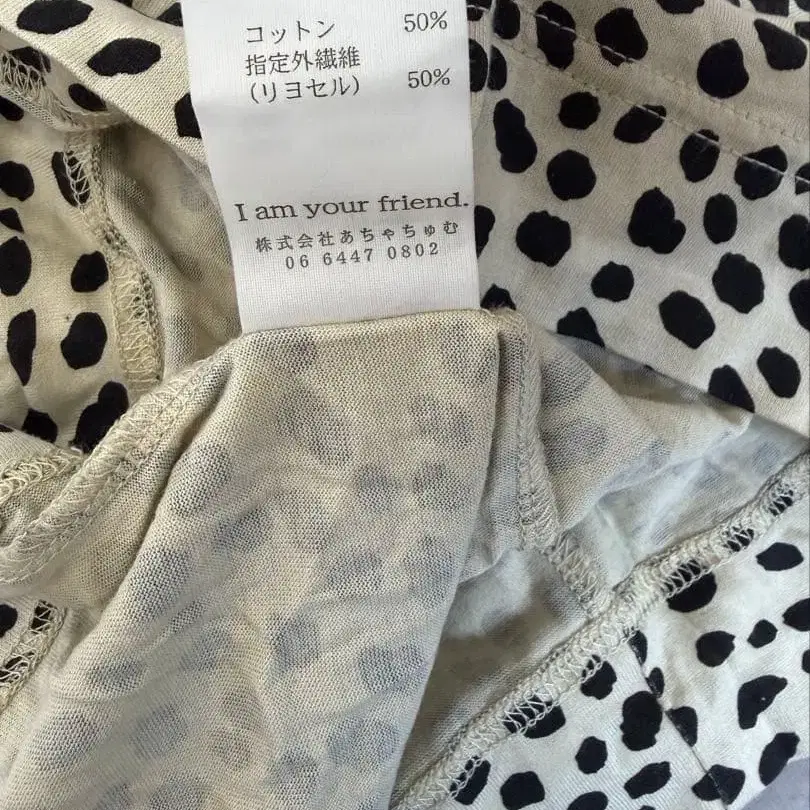 コットン 50%
指定外繊維
(リヨセル) 50%
I am your friend.
株式会社あちゃちゅむ
06 6447 0802